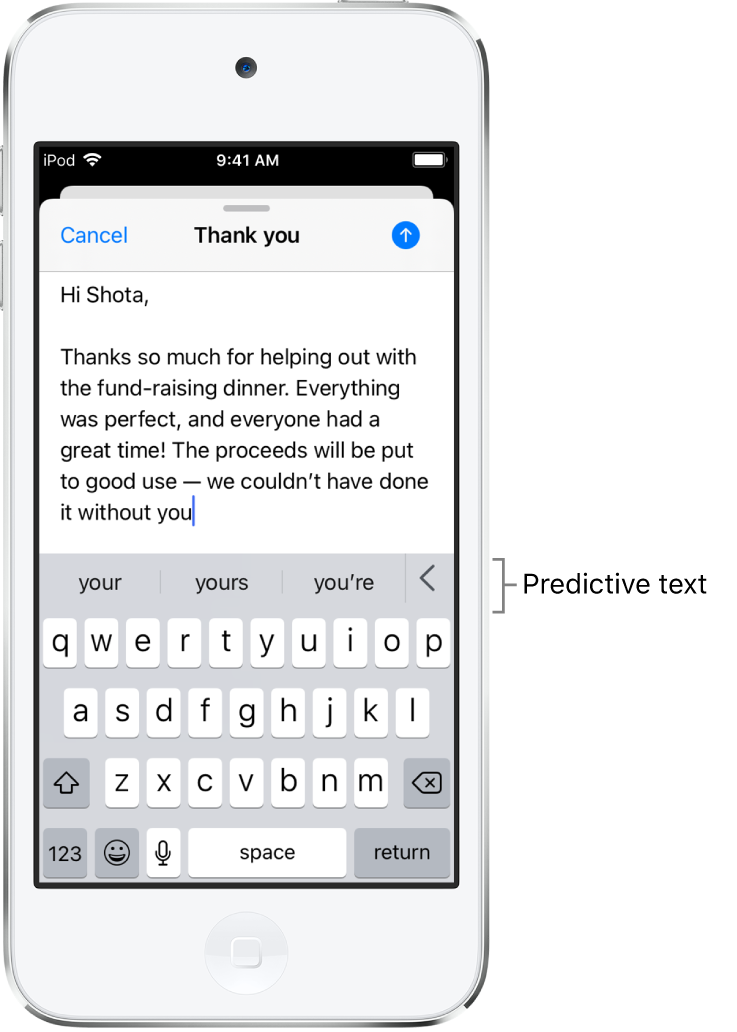 iPod 9:41 AM
Cancel Thank you
Hi Shota,
Thanks so much for helping out with
the fund-raising dinner. Everything
was perfect, and everyone had a
great time! The proceeds will be put
to good use — we couldn’t have done
it without you
your yours you’re
Predictive text
q w e r t y u i o p
a s d f g h j k l
z x c v b n m
123 space return